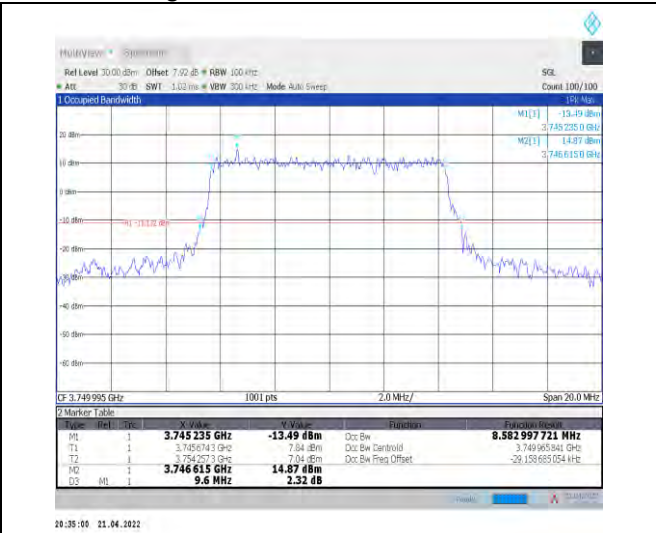 MultiView Spectrum
Ref Level 30.00 dBm Offset 7.92 dB RBW 100 kHz SGL
Att 30 dB SWT 1.02 ms VBW 300 kHz Mode Auto Sweep Count 100/100
1 Occupied Bandwidth 1Pk Max
M1[1] -13.49 dBm
3.745 235 0 GHz
M2[1] 14.87 dBm
3.746 615 0 GHz
20 dBm
10 dBm
0 dBm
-10 dBm
-20 dBm
-30 dBm
-40 dBm
-50 dBm
-60 dBm
CF 3.749 995 GHz 1001 pts 2.0 MHz/ Span 20.0 MHz
2 Marker Table
Type Ref Trc X Value Y Value Function Function Result
M1 1 3.745 235 GHz -13.49 dBm Occ Bw 8.582 997 721 MHz
T1 1 3.7456743 GHz 7.84 dBm Occ Bw Centroid 3.749 965 841 GHz
T2 1 3.7542573 GHz 7.04 dBm Occ Bw Freq Offset -29.158 685 054 kHz
M2 1 3.746 615 GHz 14.87 dBm
D3 M1 1 9.6 MHz 2.32 dB
20:35:00 21.04.2022